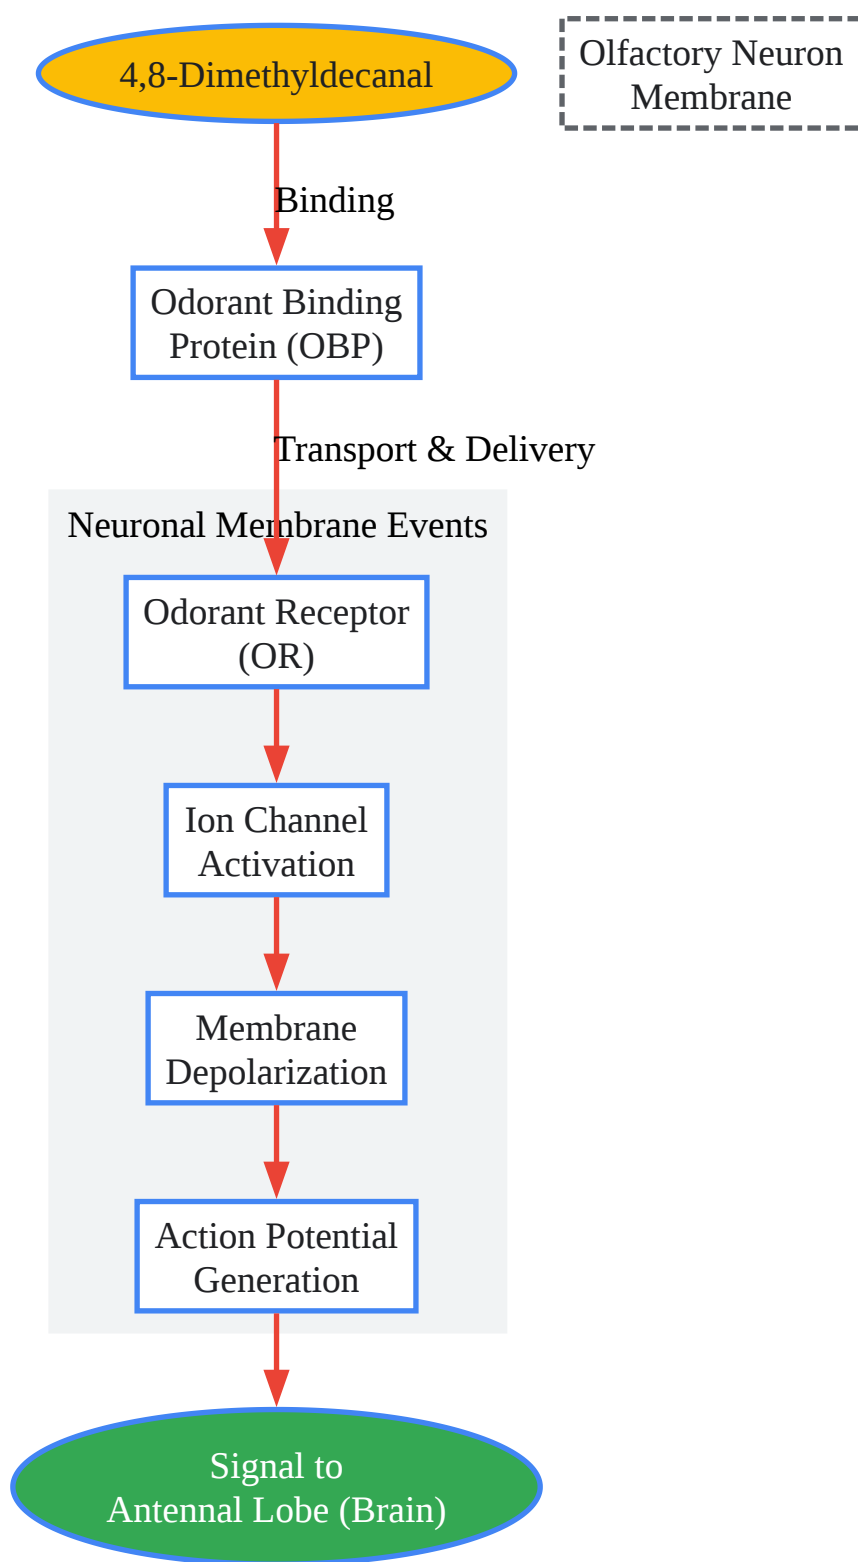 4,8-Dimethyldecanal
Olfactory Neuron
Membrane
Binding
Odorant Binding
Protein (OBP)
Transport & Delivery
Neuronal Membrane Events
Odorant Receptor
(OR)
Ion Channel
Activation
Membrane
Depolarization
Action Potential
Generation
Signal to
Antennal Lobe (Brain)